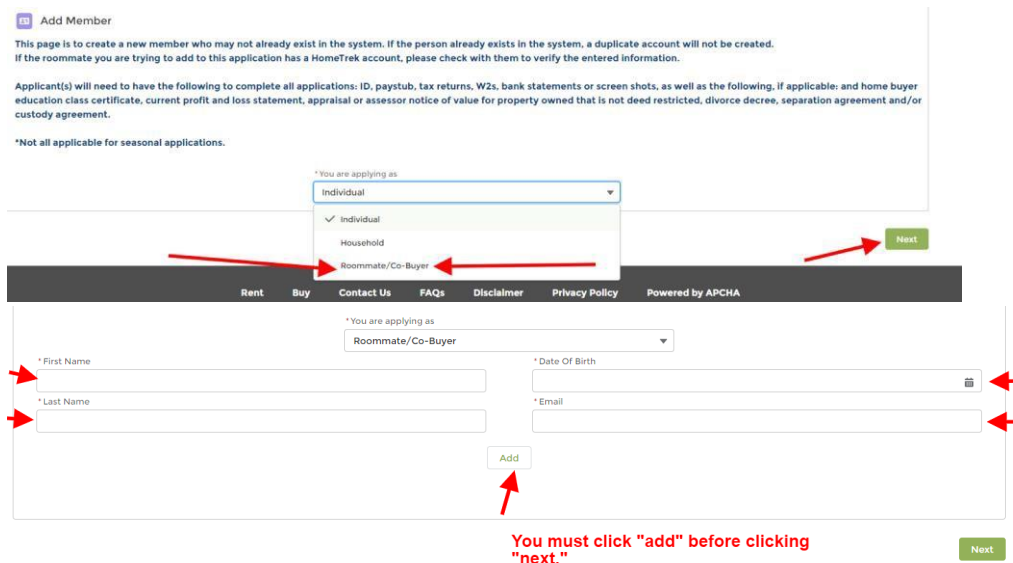 Add Member
This page is to create a new member who may not already exist in the system. If the person already exists in the system, a duplicate account will not be created.
If the roommate you are trying to add to this application has a HomeTrek account, please check with them to verify the entered information.
Applicant(s) will need to have the following to complete all applications: ID, paystub, tax returns, W2s, bank statements or screen shots, as well as the following, if applicable: and home buyer
education class certificate, current profit and loss statement, appraisal or assessor notice of value for property owned that is not deed restricted, divorce decree, separation agreement and/or
custody agreement.
*Not all applicable for seasonal applications.
* You are applying as
Individual
Individual
Household
Roommate/Co-Buyer
Next
Rent Buy Contact Us FAQs Disclaimer Privacy Policy Powered by APCHA
* You are applying as
Roommate/Co-Buyer
* First Name * Date Of Birth
* Last Name * Email
Add
You must click "add" before clicking
"next."
Next